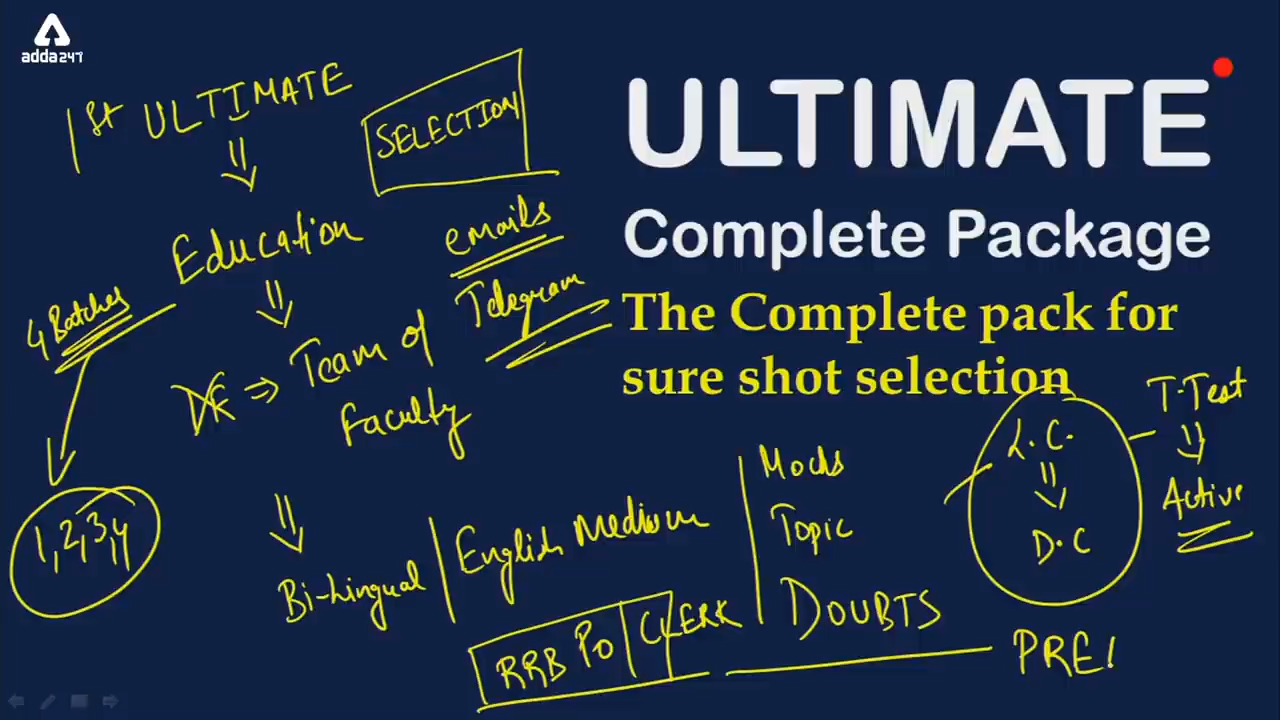 adda247
1st ULTIMATE
SELECTION
Education
emails
Telegram
4 Batches
1, 2, 3, 4
⇒ Team of
Faculty
Bi-Lingual | English Medium
Mocks
Topic
DOUBTS
RRB PO | CLERK
PRE
ULTIMATE
Complete Package
The Complete pack for
sure shot selection
L.C.
D.C
T-Test
Active